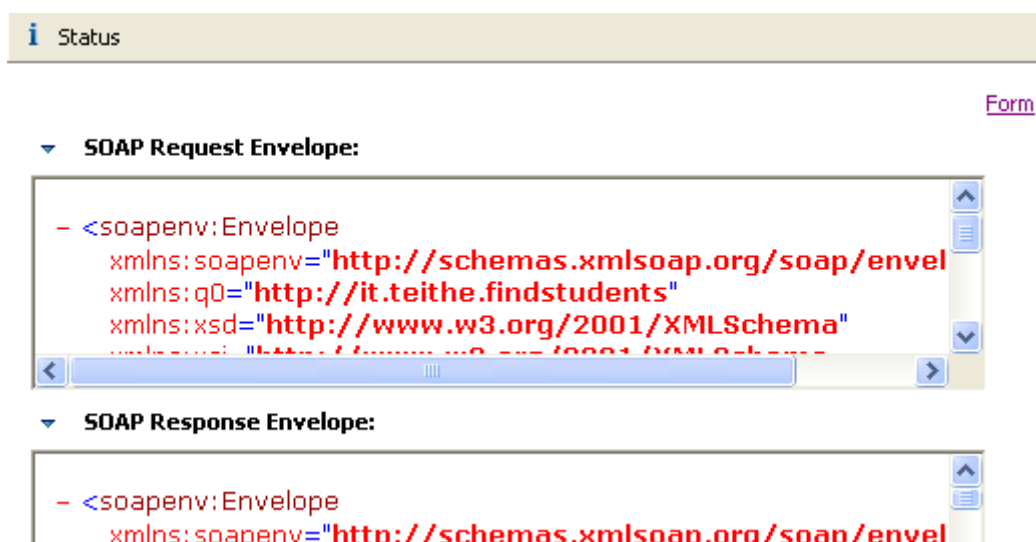 i Status
Form
SOAP Request Envelope:
- <soapenv:Envelope
xmlns:soapenv="http://schemas.xmlsoap.org/soap/envel
xmlns:q0="http://it.teithe.findstudents"
xmlns:xsd="http://www.w3.org/2001/XMLSchema"
SOAP Response Envelope:
- <soapenv:Envelope
xmlns:soapenv="http://schemas.xmlsoap.org/soap/envel